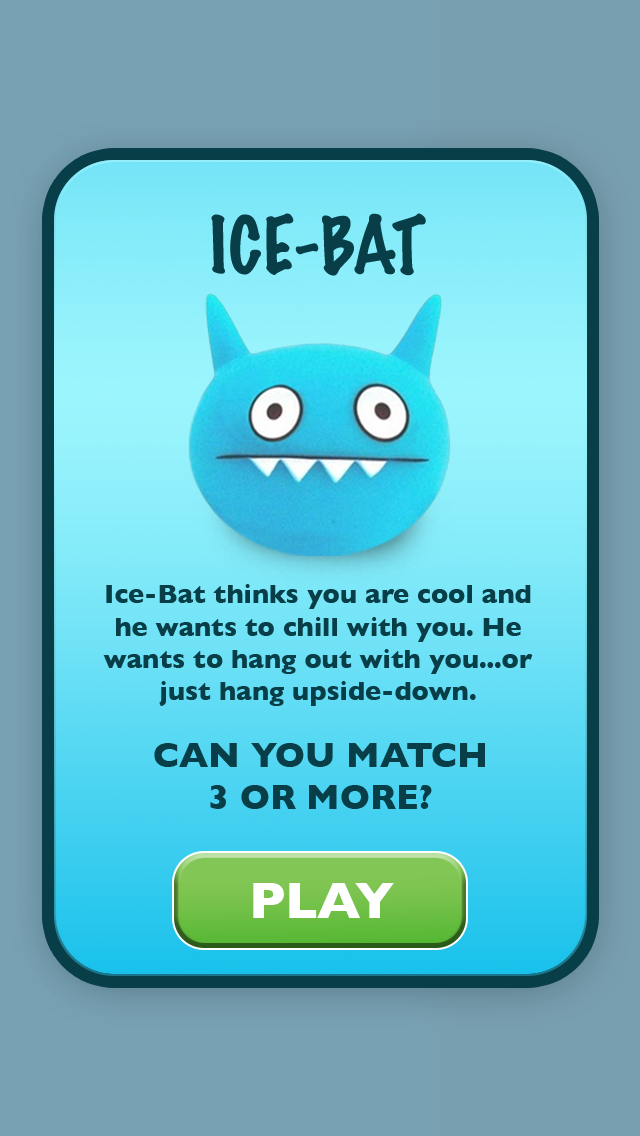 ICE-BAT
Ice-Bat thinks you are cool and
he wants to chill with you. He
wants to hang out with you...or
just hang upside-down.
CAN YOU MATCH
3 OR MORE?
PLAY